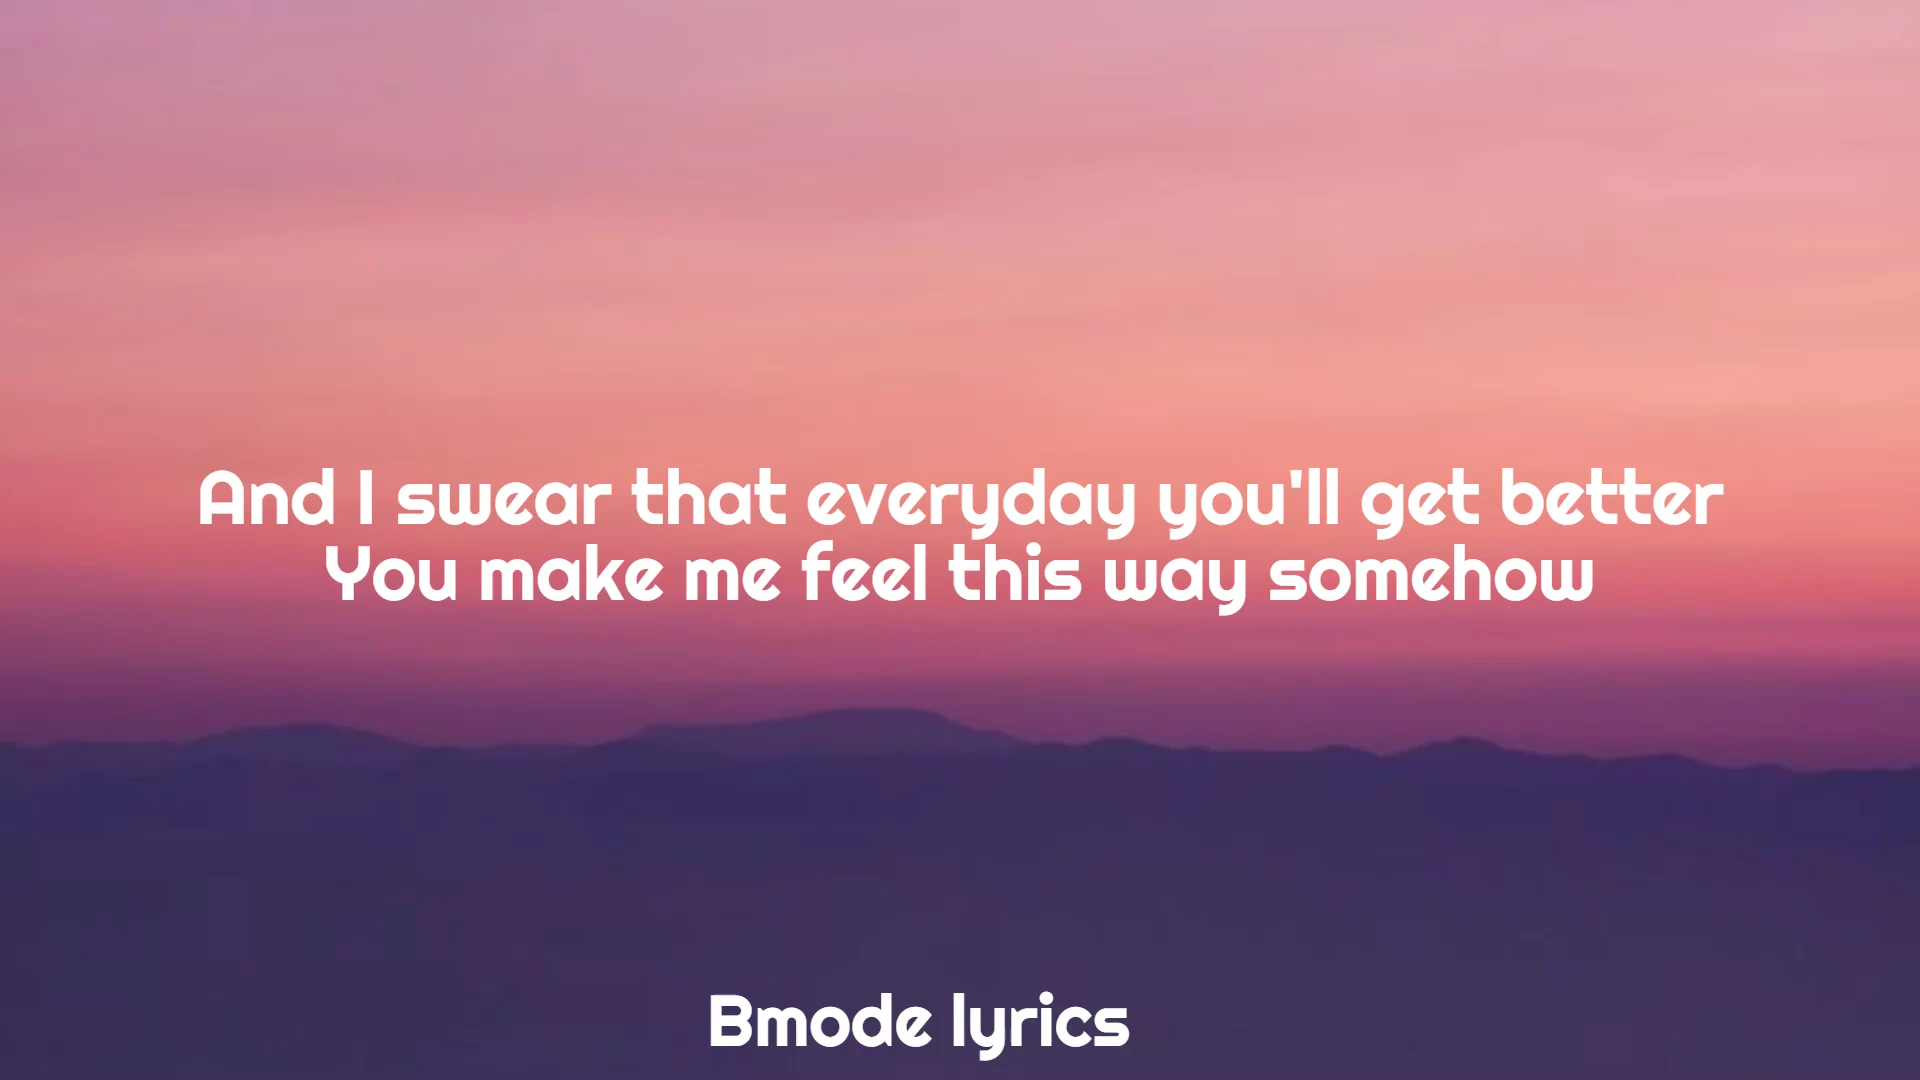 And I swear that everyday you'll get better
You make me feel this way somehow
Bmode lyrics